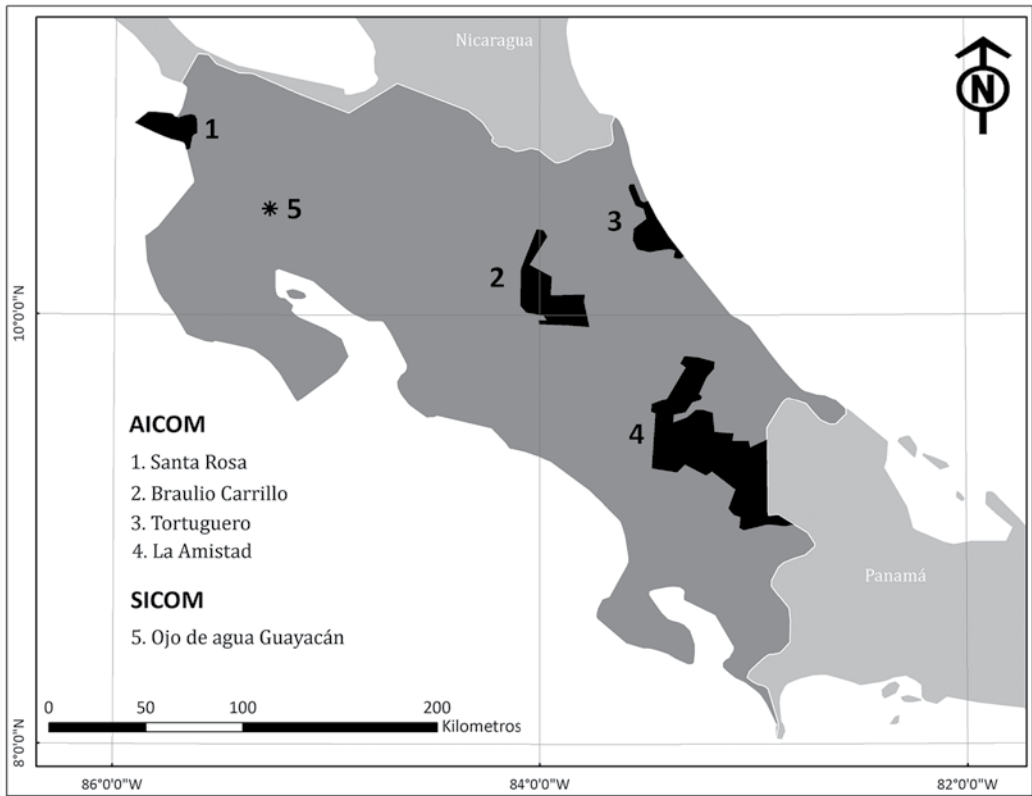 Nicaragua
N
1
5
3
2
10°0'0"N
AICOM
1. Santa Rosa
2. Braulio Carrillo
3. Tortuguero
4. La Amistad
4
SICOM
5. Ojo de agua Guayacán
Panamá
0 50 100 200
Kilometros
8°0'0"N
86°0'0"W 84°0'0"W 82°0'0"W